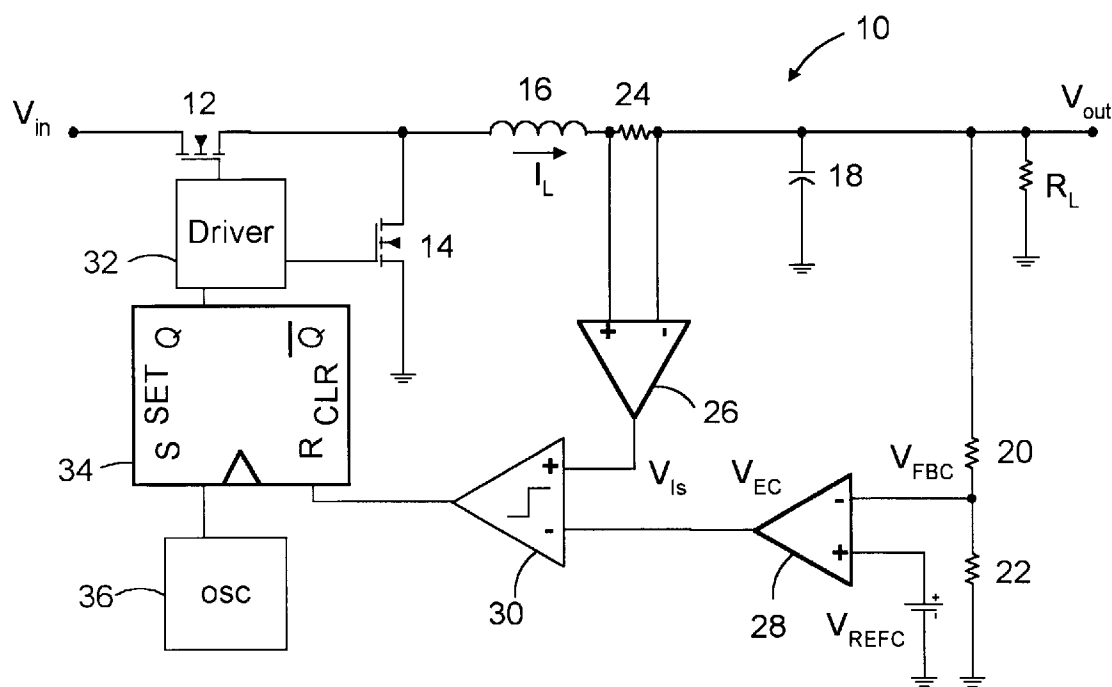 10
V_in
12
16
24
V_out
I_L
18
R_L
Driver
32
14
Q
Q̅
SET
CLR
S
R
34
+
-
26
V_Is
V_EC
V_FBC
20
+
-
30
-
+
28
V_REFC
+
-
22
36
osc